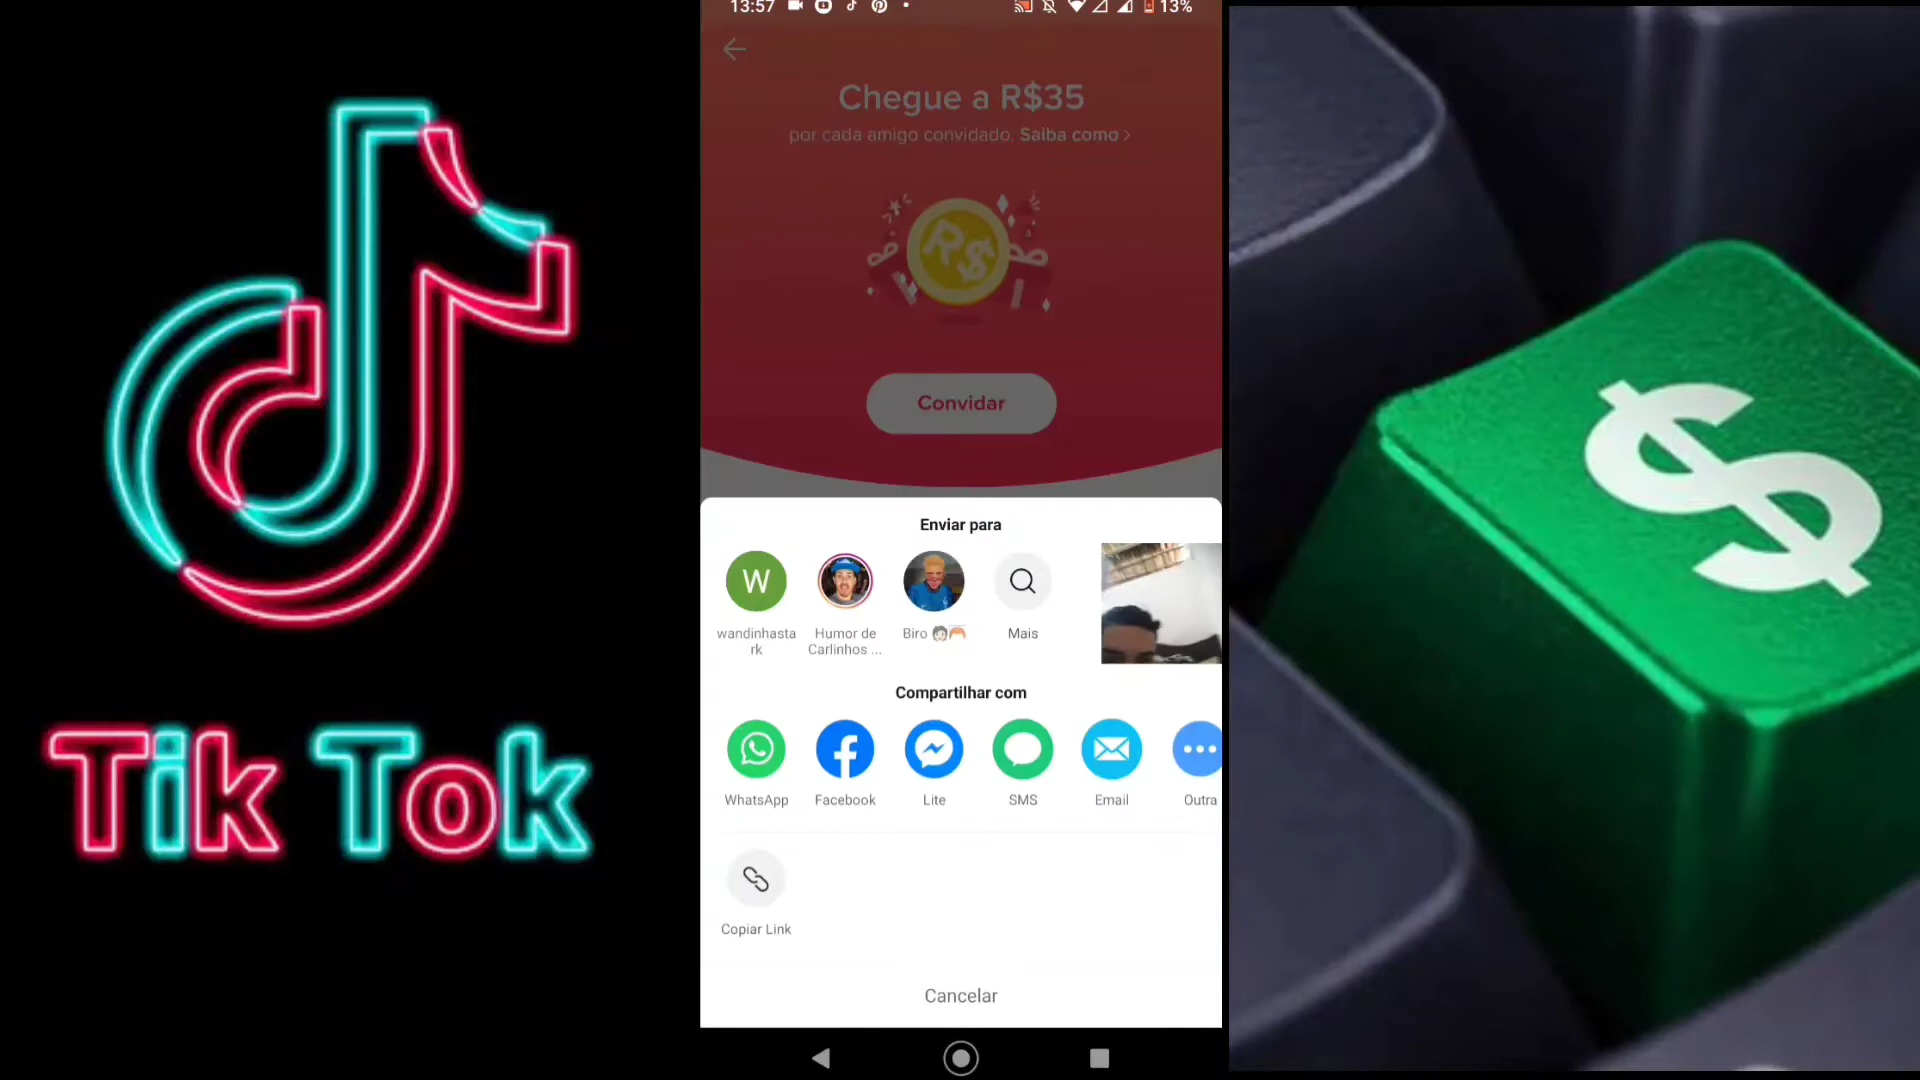 Tik Tok
13:57
13%
Chegue a R$35
por cada amigo convidado. Saiba como >
R$
Convidar
Enviar para
W
wandinhasta
rk
Humor de
Carlinhos ...
Biro
Mais
Compartilhar com
WhatsApp
Facebook
Lite
SMS
Email
Outra
Copiar Link
Cancelar
$